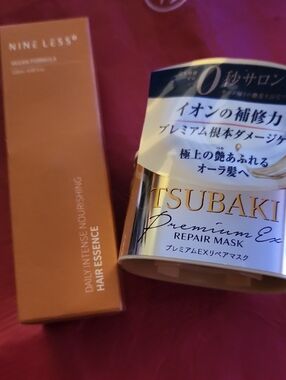 NINE LESS®
VEGAN FORMULA
DAILY INTENSE NOURISHING
HAIR ESSENCE
0秒サロン
イオンの補修力
プレミアム根本ダメージケ
極上の艶あふれる
オーラ髪へ
TSUBAKI
Premium Ex
REPAIR MASK
プレミアムEXリペアマスク